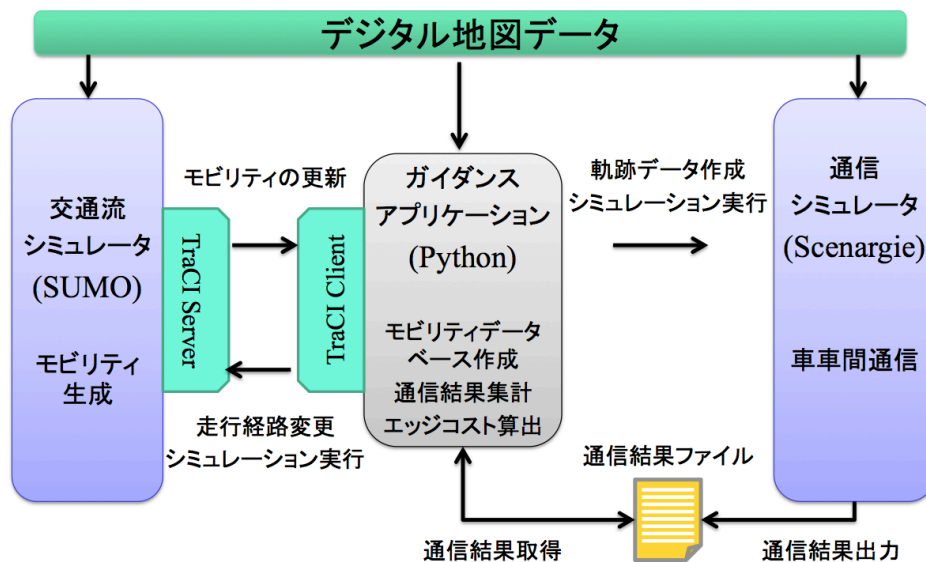 デジタル地図データ
交通流
シミュレータ
(SUMO)
モビリティ
生成
TraCI Server
モビリティの更新
走行経路変更
シミュレーション実行
TraCI Client
ガイダンス
アプリケーション
(Python)
モビリティデータ
ベース作成
通信結果集計
エッジコスト算出
軌跡データ作成
シミュレーション実行
通信
シミュレータ
(Scenargie)
車車間通信
通信結果ファイル
通信結果取得
通信結果出力